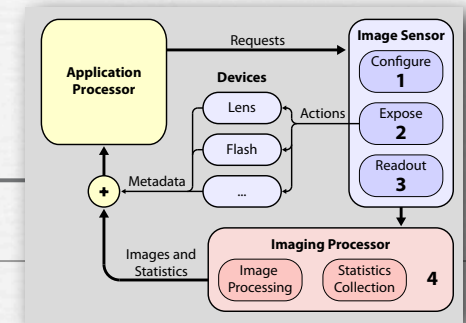 Requests
Image Sensor
Application
Processor
Configure
1
Devices
Lens
Actions
Expose
2
Flash
Readout
3
...
Metadata
+
Images and
Statistics
Imaging Processor
Image
Processing
Statistics
Collection
4